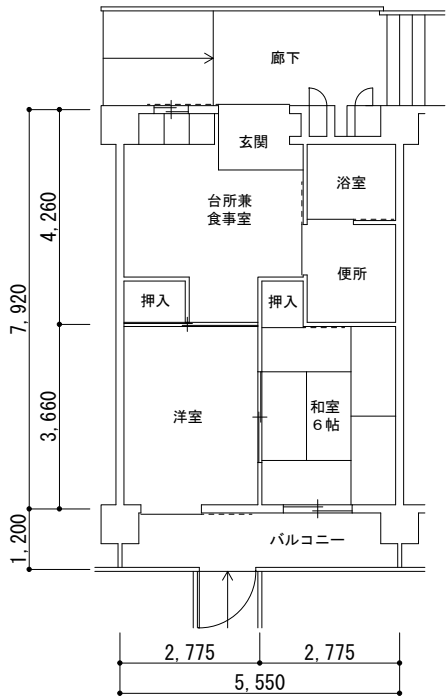 廊下
玄関
浴室
台所兼
食事室
便所
押入
押入
洋室
和室
6帖
バルコニー
4,260
7,920
3,660
1,200
2,775
2,775
5,550